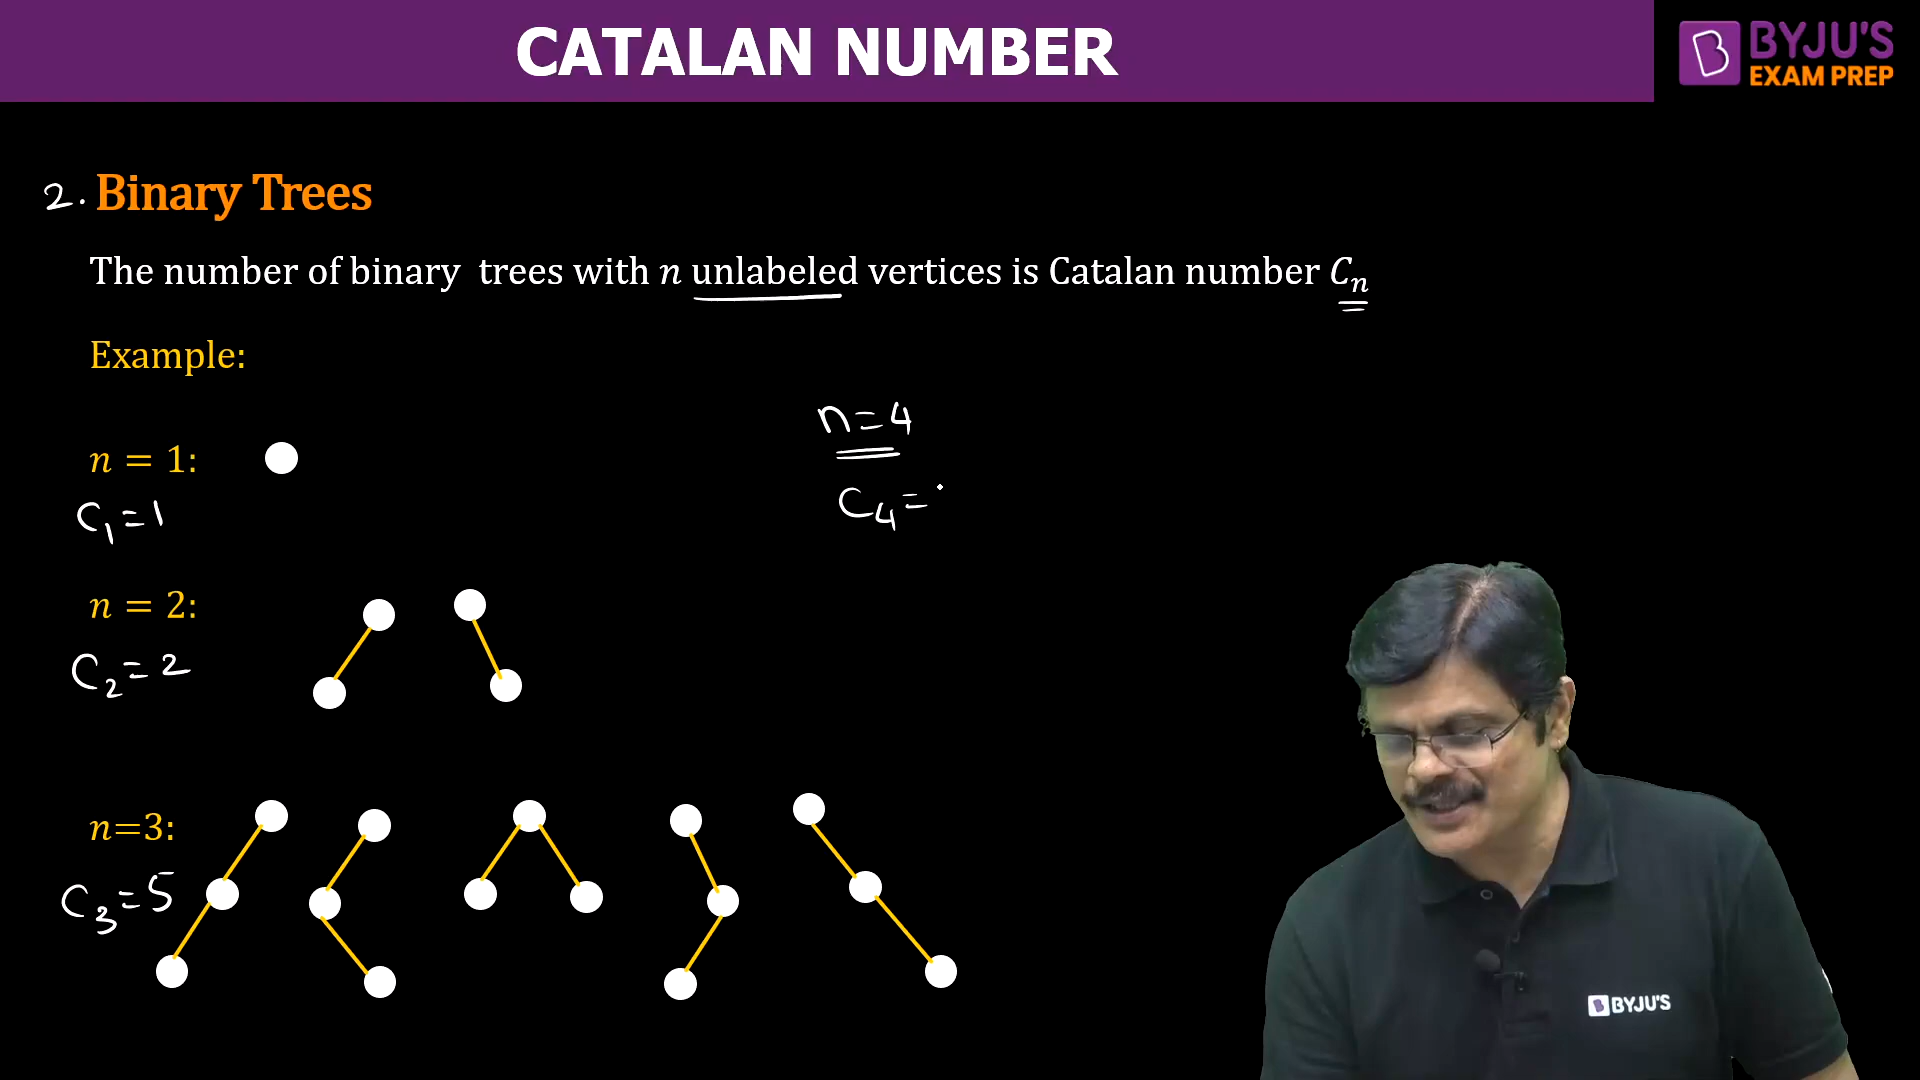 CATALAN NUMBER
BYJU'S
EXAM PREP
2. Binary Trees
The number of binary trees with n unlabeled vertices is Catalan number Cₙ
Example:
n=4
n = 1:
C₄=
C₁=1
n = 2:
C₂=2
n=3:
C₃=5
BYJU'S